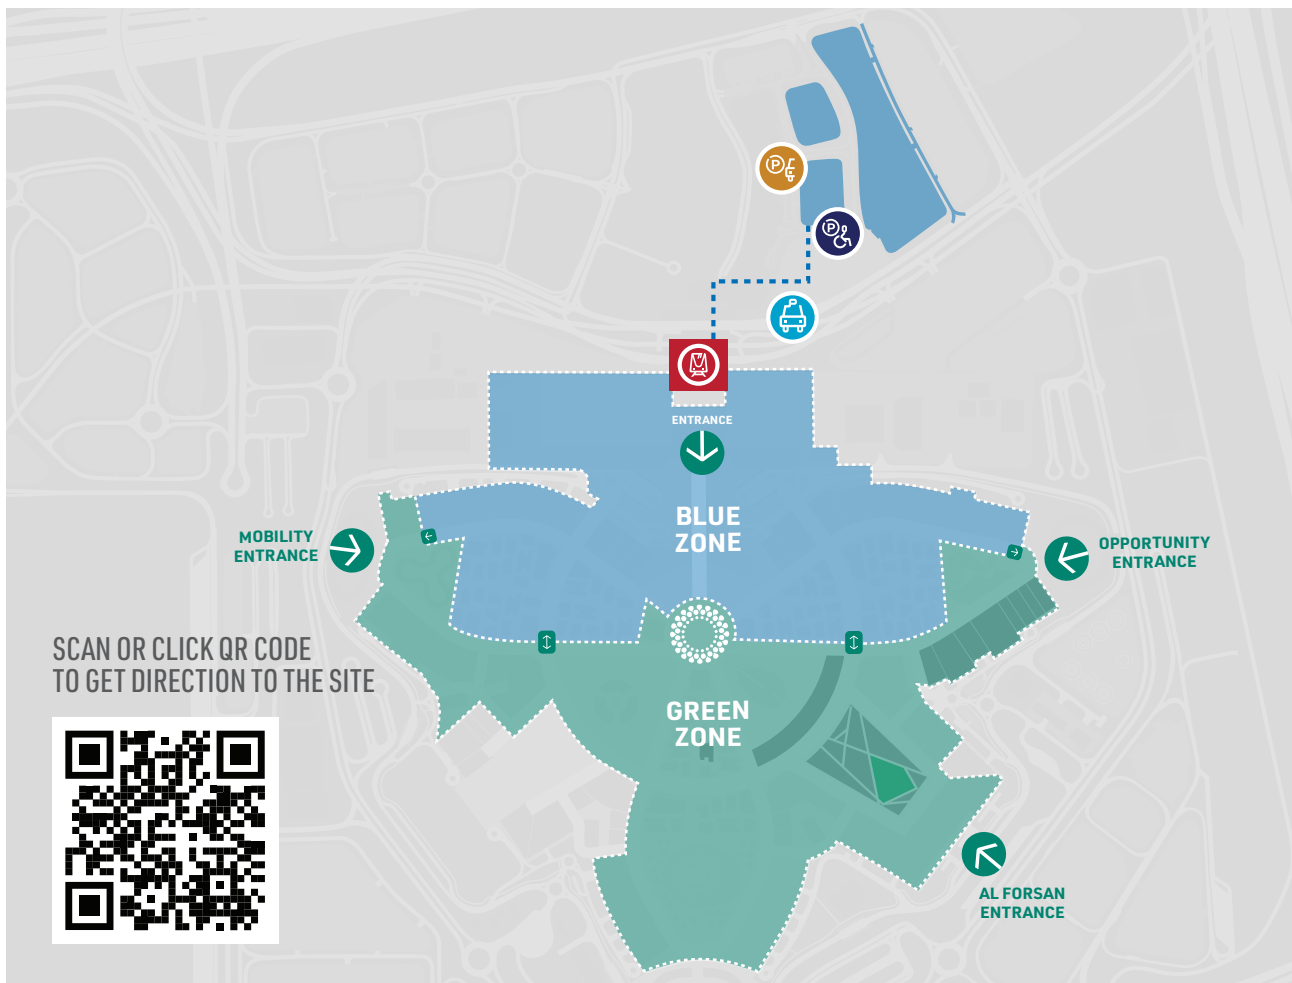 P
P
ENTRANCE
BLUE
ZONE
MOBILITY
ENTRANCE
OPPORTUNITY
ENTRANCE
SCAN OR CLICK QR CODE
TO GET DIRECTION TO THE SITE
GREEN
ZONE
AL FORSAN
ENTRANCE